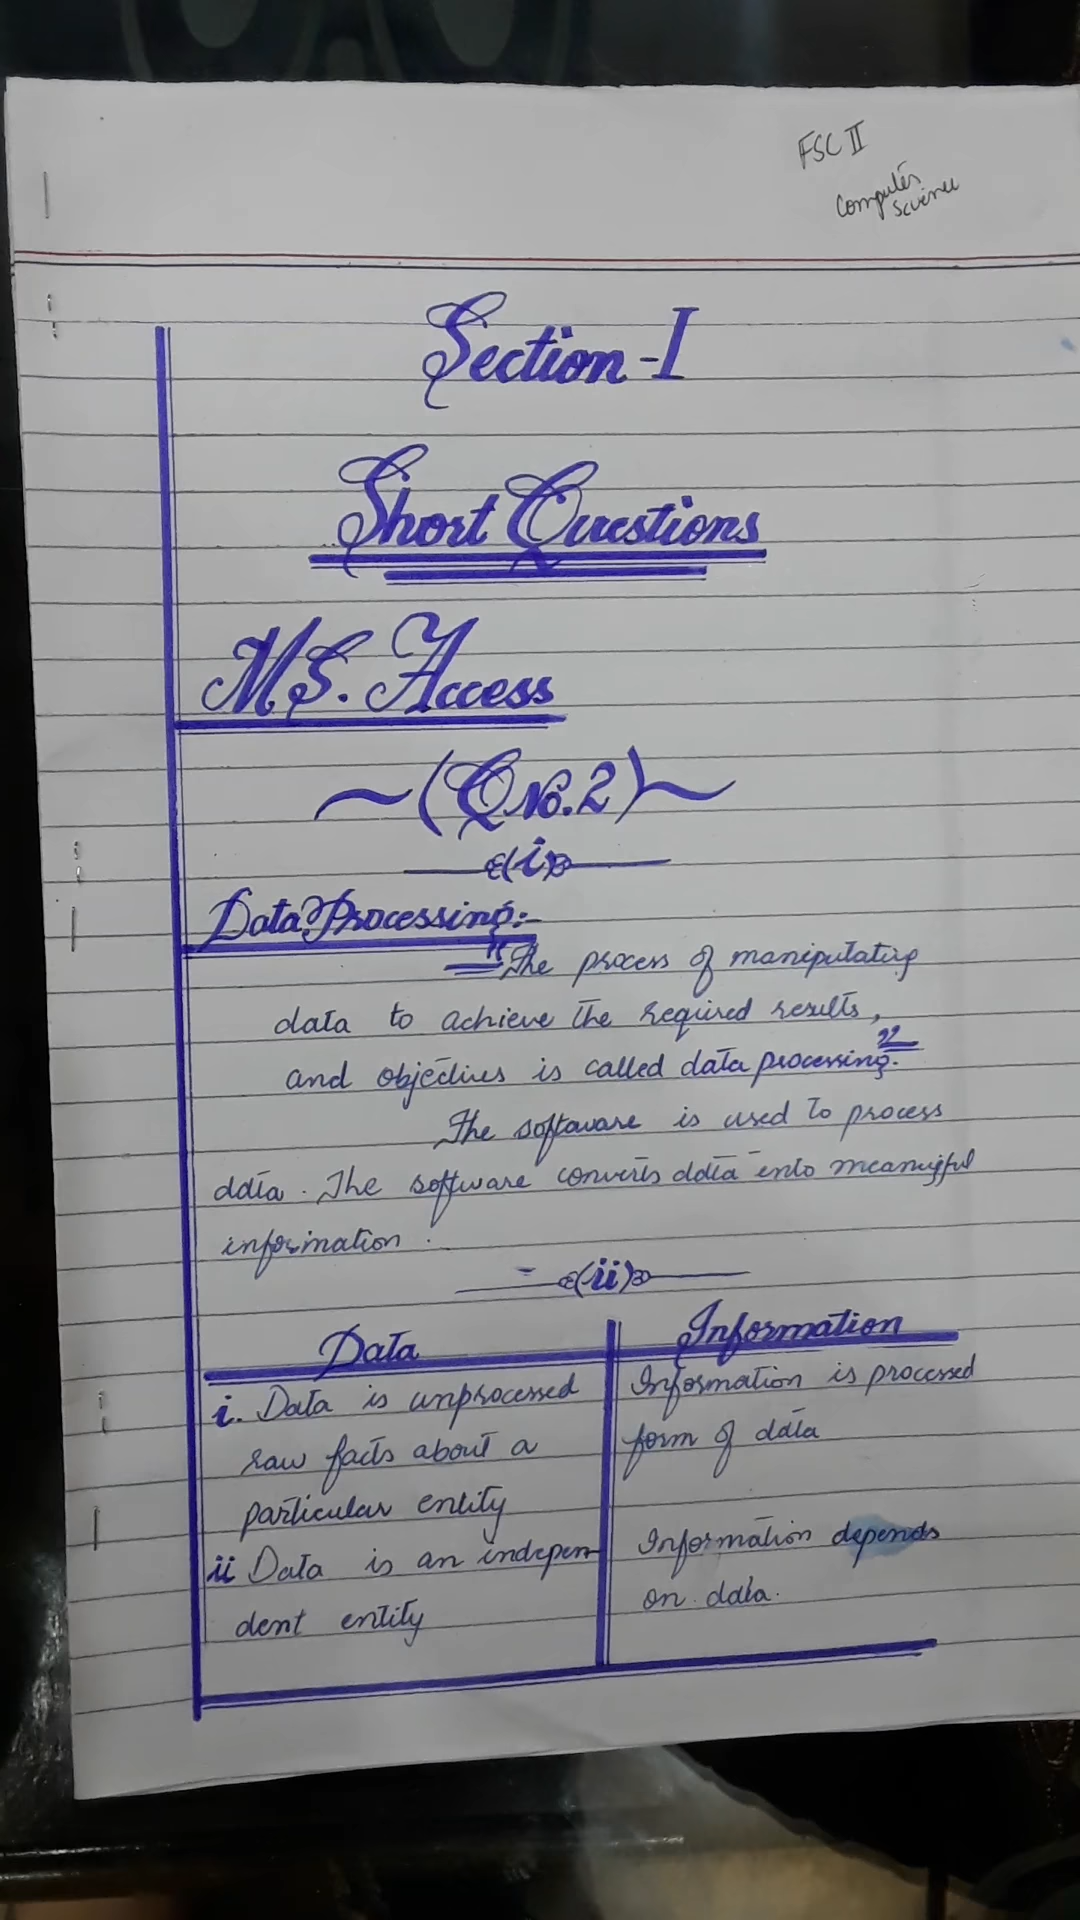 FSC II
Computer
Science
Section-I
Short Questions
M.S. Access
~(Q No.2)~
(i)
Data Processing:-
"The process of manipulating
data to achieve the required results,
and objectives is called data processing."
The software is used to process
data. The software converts data into meaningful
information.
(ii)
Data
i. Data is unprocessed
raw facts about a
particular entity
ii Data is an indepen-
dent entity
Information
Information is processed
form of data
Information depends
on data.